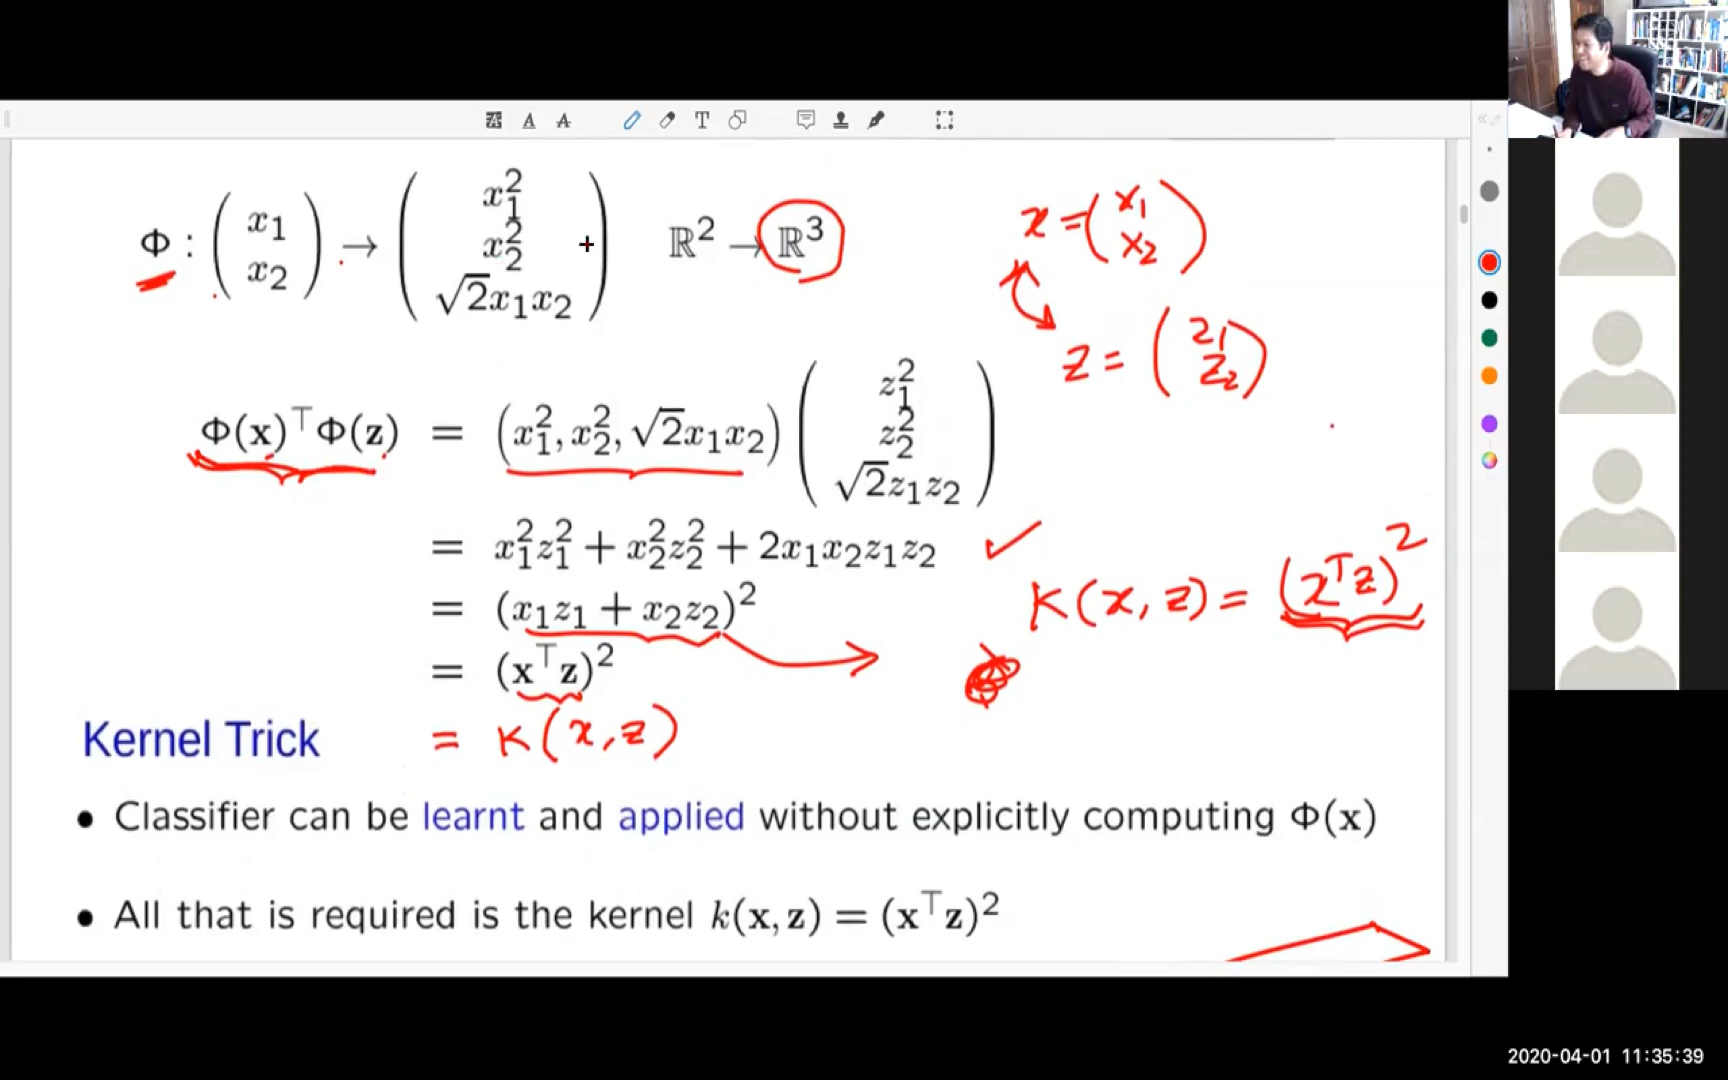 Φ : ( x₁ x₂ ) → ( x₁² x₂² √2x₁x₂ ) ℝ² → ℝ³
x = ( x₁ x₂ )
z = ( z₁ z₂ )
Φ(x)ᵀΦ(z) = (x₁², x₂², √2x₁x₂) ( z₁² z₂² √2z₁z₂ )
= x₁²z₁² + x₂²z₂² + 2x₁x₂z₁z₂ ✓
= (x₁z₁ + x₂z₂)²
K(x, z) = (xᵀz)²
= (xᵀz)²
= K(x, z)
Kernel Trick
• Classifier can be learnt and applied without explicitly computing Φ(x)
• All that is required is the kernel k(x, z) = (xᵀz)²
2020-04-01 11:35:39